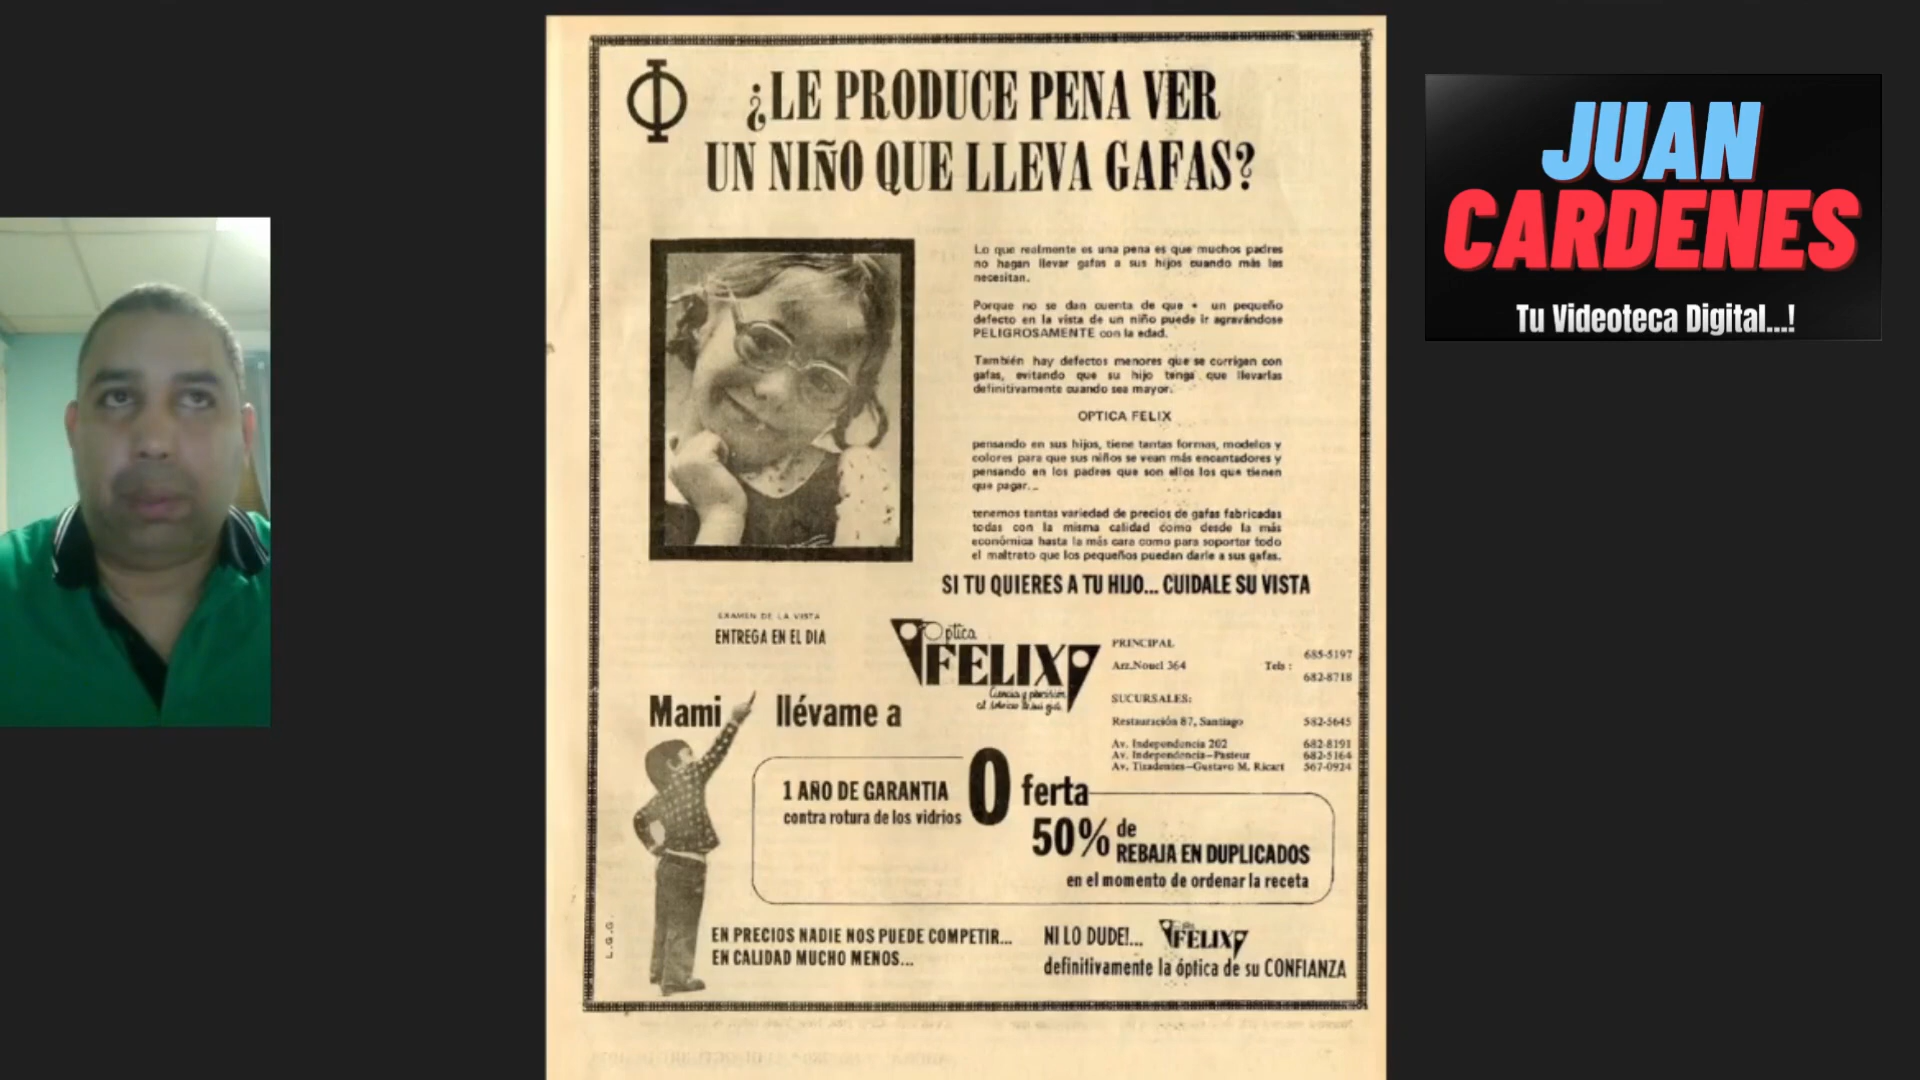 ¿LE PRODUCE PENA VER
UN NIÑO QUE LLEVA GAFAS?
Lo que realmente es una pena es que muchos padres
no hagan llevar gafas a sus hijos cuando más las
necesitan.
Porque no se dan cuenta de que un pequeño
defecto en la vista de un niño puede ir agravándose
PELIGROSAMENTE con la edad.
También hay defectos menores que se corrigen con
gafas, evitando que su hijo tenga que llevarlas
definitivamente cuando sea mayor.
OPTICA FELIX
pensando en sus hijos, tiene tantas formas, modelos y
colores para que sus niños se vean más encantadores y
pensando en los padres que son ellos los que tienen
que pagar...
tenemos tantas variedad de precios de gafas fabricadas
todas con la misma calidad como desde la más
económica hasta la más cara como para soportar todo
el maltrato que los pequeños puedan darle a sus gafas.
SI TU QUIERES A TU HIJO... CUIDALE SU VISTA
EXAMEN DE LA VISTA
ENTREGA EN EL DIA
Optica
FELIX
Ciencia y precisión
al servicio de sus ojos.
PRINCIPAL
Arz. Nouel 364 Tels: 685-5197
682-8718
SUCURSALES:
Restauración 87, Santiago 582-5645
Av. Independencia 202 682-8191
Av. Independencia-Pasteur 682-5164
Av. Tiradentes-Gustavo M. Ricart 567-0924
Mami llévame a
1 AÑO DE GARANTIA
contra rotura de los vidrios
Oferta
50% de
REBAJA EN DUPLICADOS
en el momento de ordenar la receta
EN PRECIOS NADIE NOS PUEDE COMPETIR...
EN CALIDAD MUCHO MENOS...
NI LO DUDE!... FELIX
definitivamente la óptica de su CONFIANZA
L.G.G.
JUAN
CARDENES
Tu Videoteca Digital...!